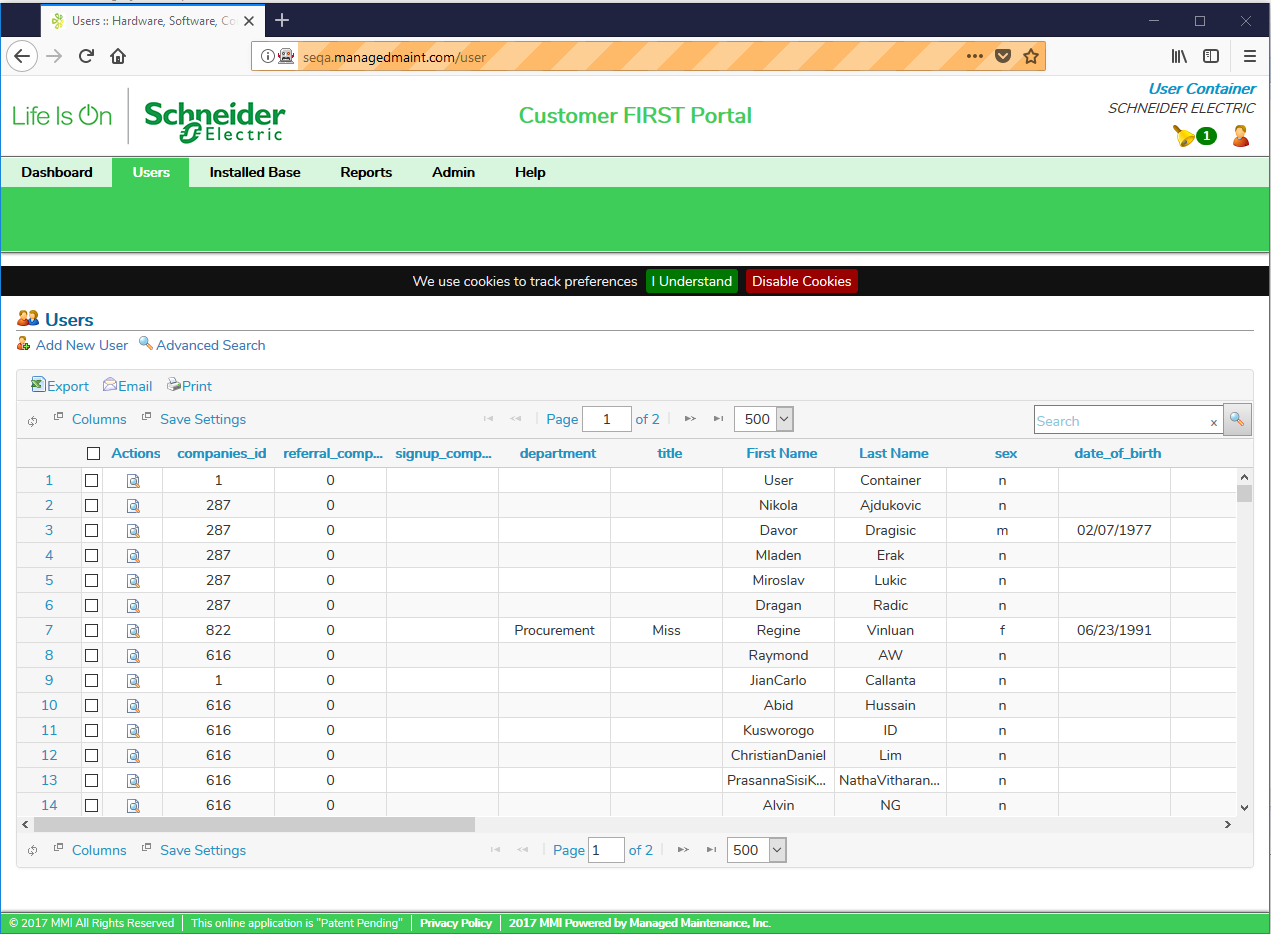 Users :: Hardware, Software, Co
seqa.managedmaint.com/user
User Container
SCHNEIDER ELECTRIC
Life Is On Schneider Electric
Customer FIRST Portal
1
Dashboard Users Installed Base Reports Admin Help
We use cookies to track preferences I Understand Disable Cookies
Users
Add New User Advanced Search
Export Email Print
Columns Save Settings Page 1 of 2 500 Search x
Actions companies_id referral_comp... signup_comp... department title First Name Last Name sex date_of_birth
1 1 0 User Container n
2 287 0 Nikola Ajdukovic n
3 287 0 Davor Dragisic m 02/07/1977
4 287 0 Mladen Erak n
5 287 0 Miroslav Lukic n
6 287 0 Dragan Radic n
7 822 0 Procurement Miss Regine Vinluan f 06/23/1991
8 616 0 Raymond AW n
9 1 0 JianCarlo Callanta n
10 616 0 Abid Hussain n
11 616 0 Kusworogo ID n
12 616 0 ChristianDaniel Lim n
13 616 0 PrasannaSisiK... NathaVitharan... n
14 616 0 Alvin NG n
Columns Save Settings Page 1 of 2 500
© 2017 MMI All Rights Reserved This online application is "Patent Pending" Privacy Policy 2017 MMI Powered by Managed Maintenance, Inc.